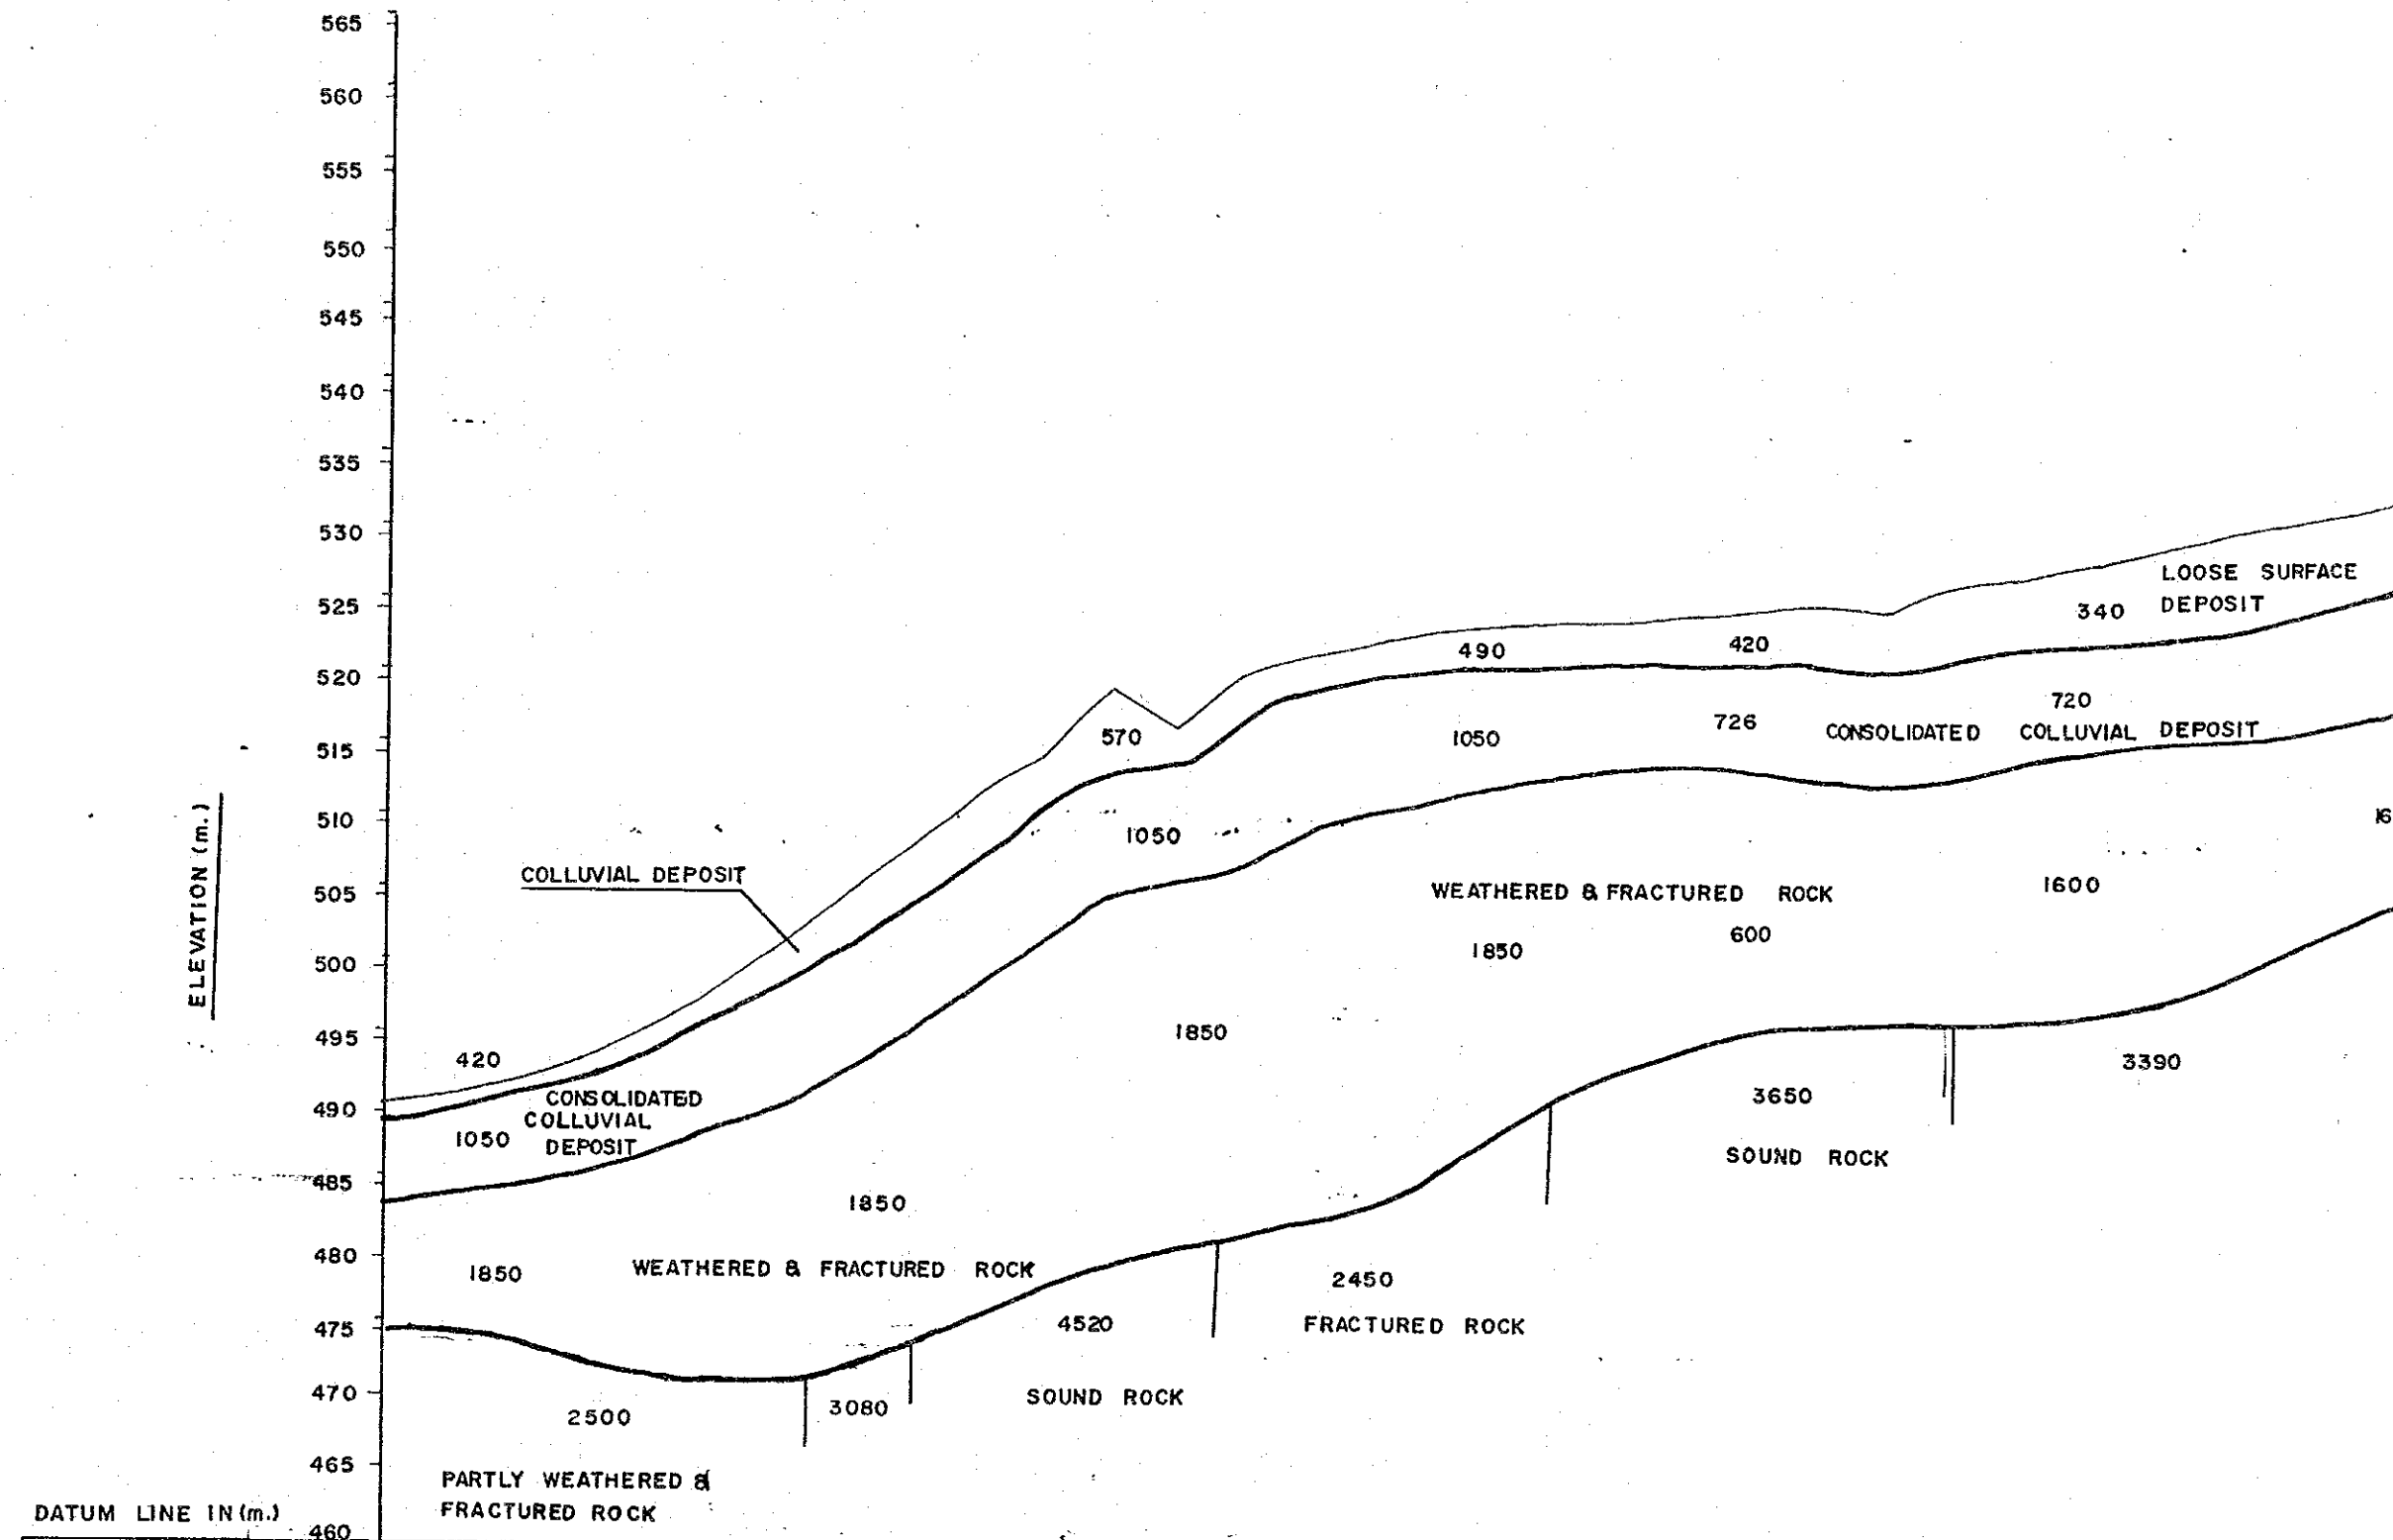 565
560
555
550
545
540
535
530
525
520
515
510
505
500
495
490
485
480
475
470
465
460
ELEVATION (m.)
DATUM LINE IN (m.)
LOOSE SURFACE
340 DEPOSIT
490
420
570
720
1050
726
CONSOLIDATED COLLUVIAL DEPOSIT
1050
16
COLLUVIAL DEPOSIT
WEATHERED & FRACTURED ROCK
1600
1850
600
1850
420
3390
CONSOLIDATED
COLLUVIAL
1050
DEPOSIT
3650
SOUND ROCK
1850
1850
WEATHERED & FRACTURED ROCK
2450
4520
FRACTURED ROCK
2500
3080
SOUND ROCK
PARTLY WEATHERED &
FRACTURED ROCK